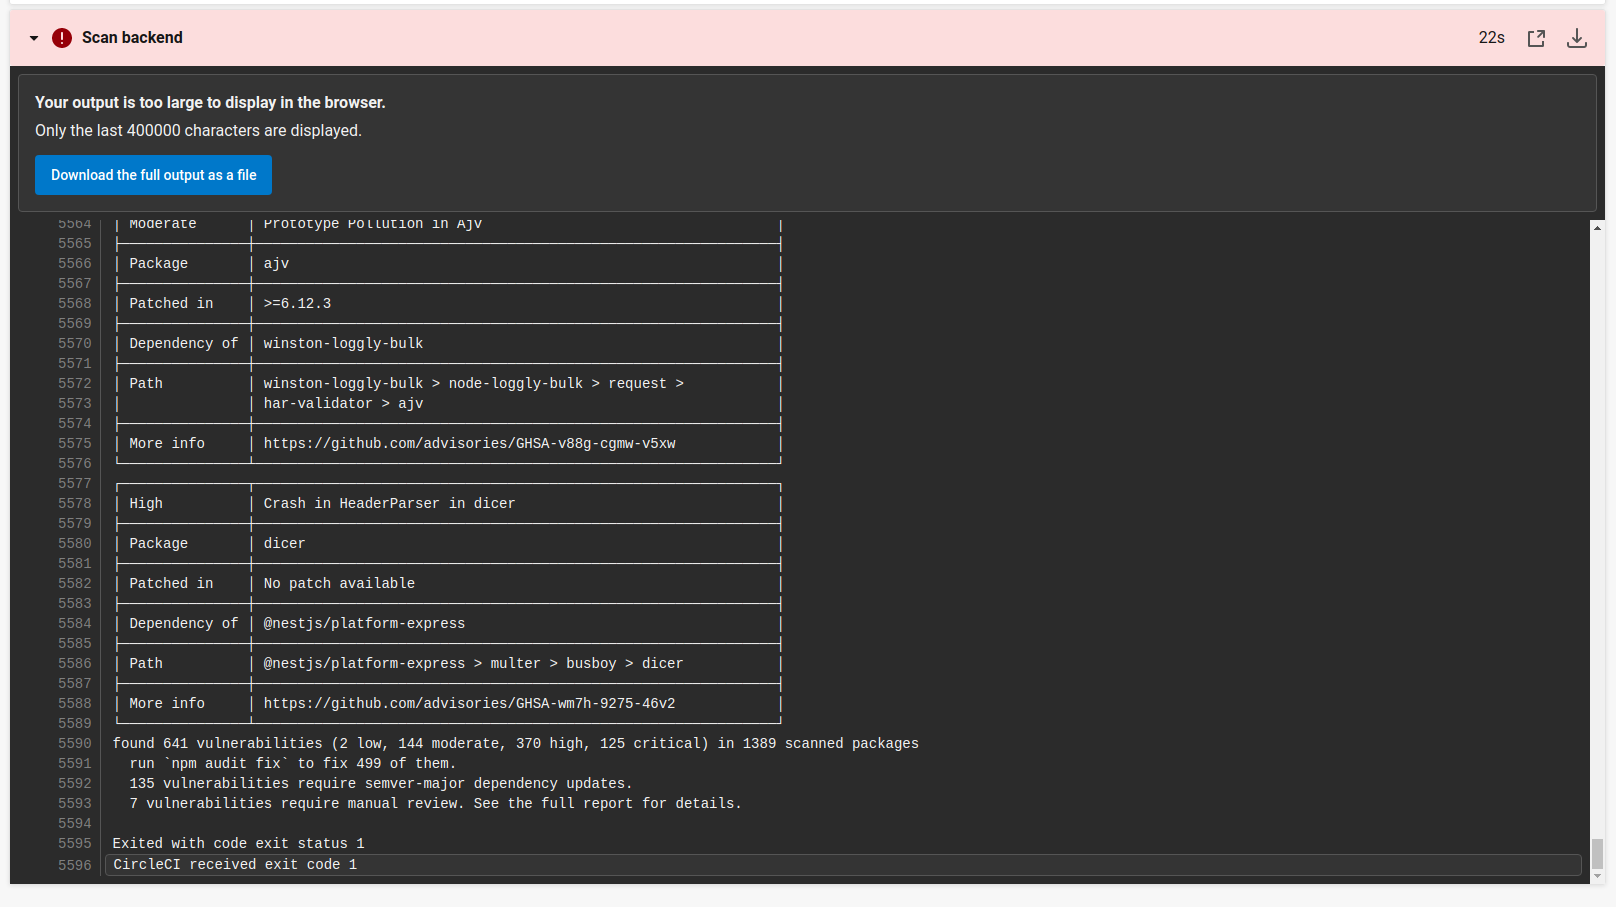 Scan backend
22s
Your output is too large to display in the browser.
Only the last 400000 characters are displayed.
Download the full output as a file
5564 | Moderate | Prototype Pollution in Ajv |
5565
5566 | Package | ajv |
5567
5568 | Patched in | >=6.12.3 |
5569
5570 | Dependency of | winston-loggly-bulk |
5571
5572 | Path | winston-loggly-bulk > node-loggly-bulk > request > |
5573 | | har-validator > ajv |
5574
5575 | More info | https://github.com/advisories/GHSA-v88g-cgmw-v5xw |
5576
5577
5578 | High | Crash in HeaderParser in dicer |
5579
5580 | Package | dicer |
5581
5582 | Patched in | No patch available |
5583
5584 | Dependency of | @nestjs/platform-express |
5585
5586 | Path | @nestjs/platform-express > multer > busboy > dicer |
5587
5588 | More info | https://github.com/advisories/GHSA-wm7h-9275-46v2 |
5589
5590 found 641 vulnerabilities (2 low, 144 moderate, 370 high, 125 critical) in 1389 scanned packages
5591 run `npm audit fix` to fix 499 of them.
5592 135 vulnerabilities require semver-major dependency updates.
5593 7 vulnerabilities require manual review. See the full report for details.
5594
5595 Exited with code exit status 1
5596 CircleCI received exit code 1